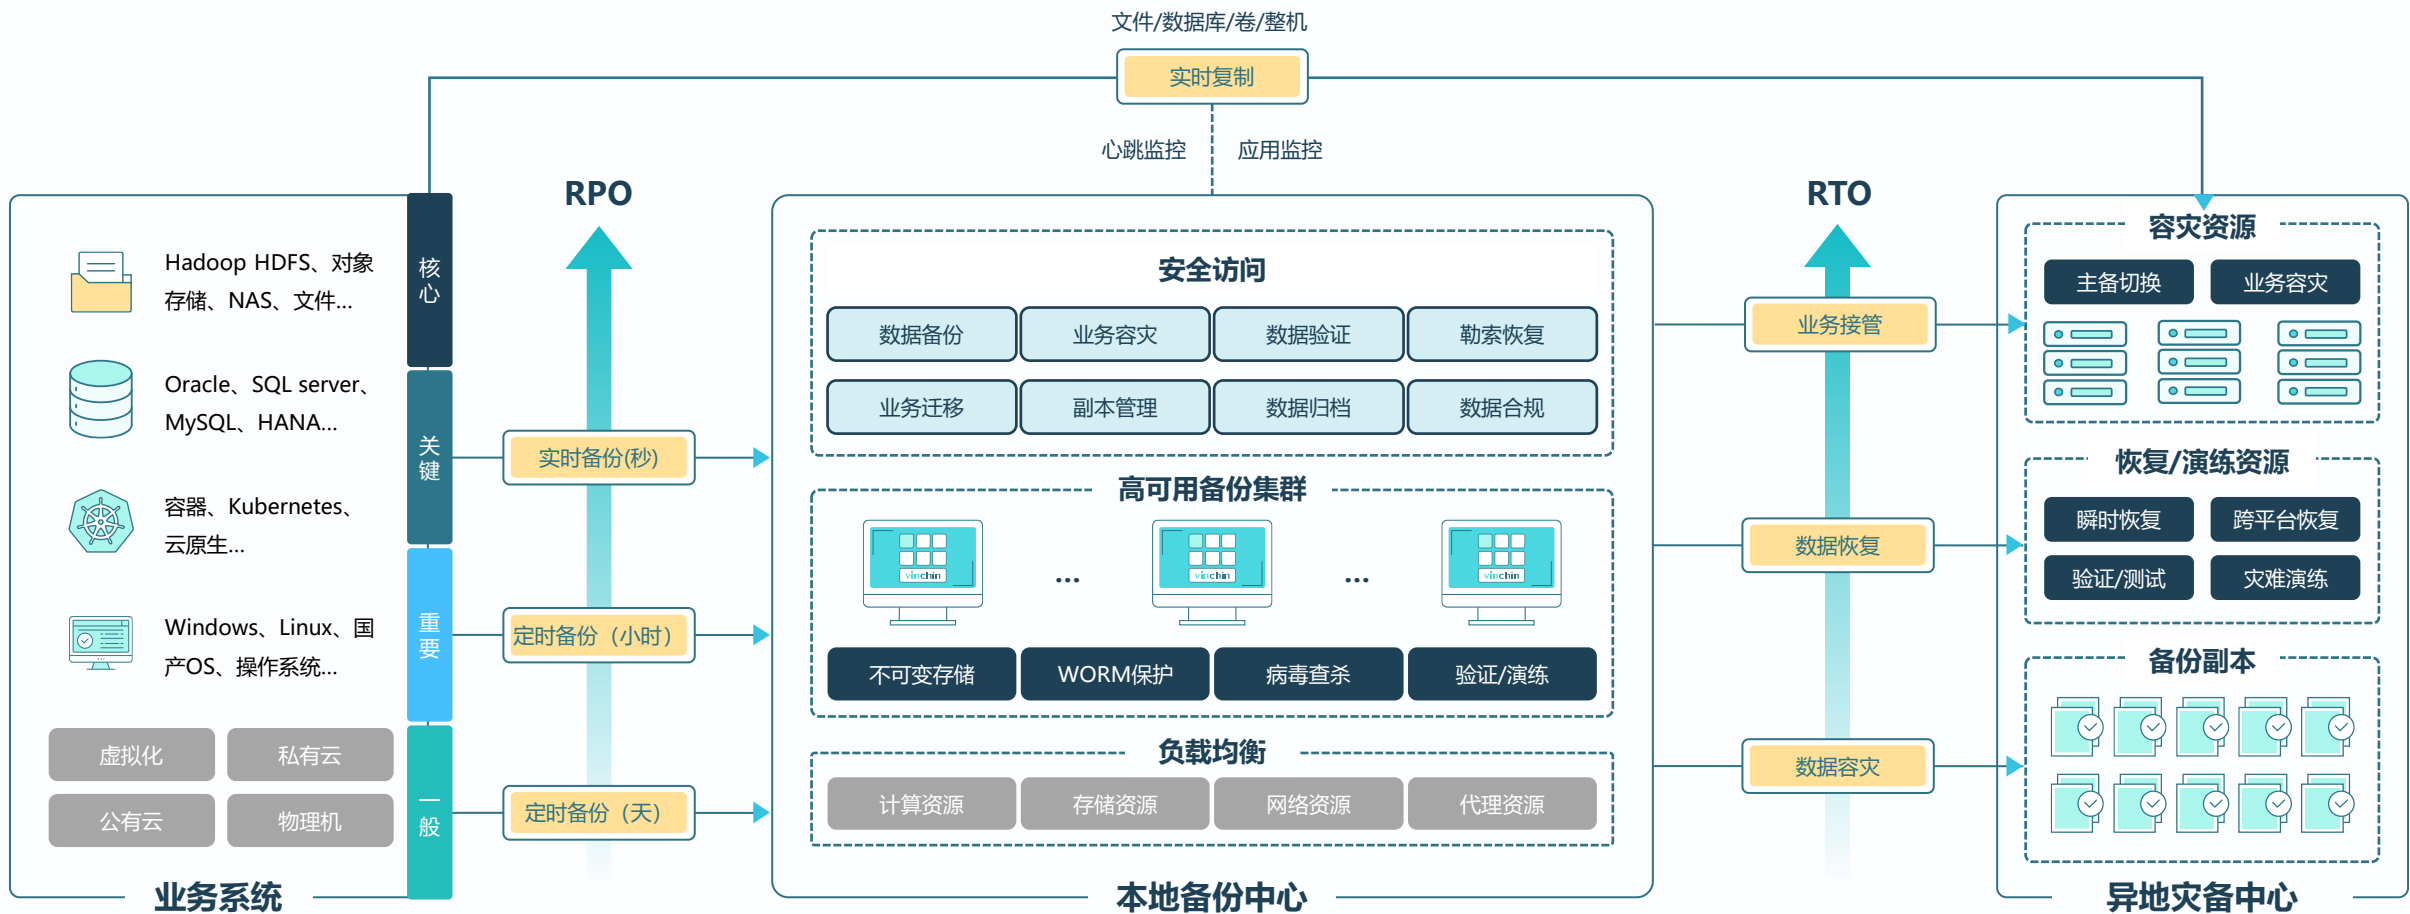 文件/数据库/卷/整机
实时复制
心跳监控
应用监控
RPO
RTO
Hadoop HDFS、对象
存储、NAS、文件...
Oracle、SQL server、
MySQL、HANA...
容器、Kubernetes、
云原生...
Windows、Linux、国
产OS、操作系统...
虚拟化
私有云
公有云
物理机
业务系统
核心
关键
重要
一般
实时备份(秒)
定时备份（小时）
定时备份（天）
安全访问
数据备份
业务容灾
数据验证
勒索恢复
业务迁移
副本管理
数据归档
数据合规
高可用备份集群
vinchin
...
vinchin
...
vinchin
不可变存储
WORM保护
病毒查杀
验证/演练
负载均衡
计算资源
存储资源
网络资源
代理资源
本地备份中心
业务接管
数据恢复
数据容灾
容灾资源
主备切换
业务容灾
恢复/演练资源
瞬时恢复
跨平台恢复
验证/测试
灾难演练
备份副本
异地灾备中心